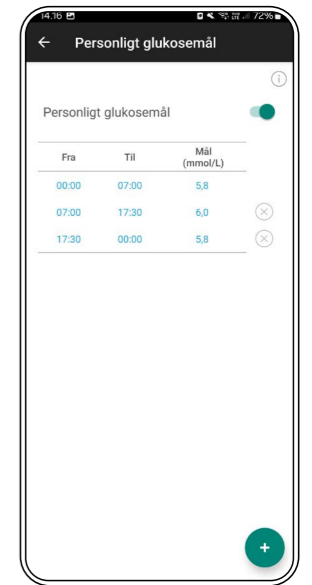 14.16 72%
Personligt glukosemål
Personligt glukosemål
Fra Til Mål
(mmol/L)
00:00 07:00 5,8
07:00 17:30 6,0
17:30 00:00 5,8